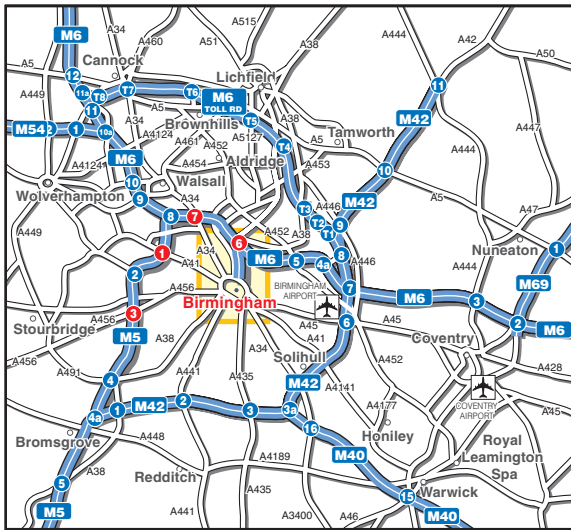 A34
A515
A444
A42
M6
A460
A51
A38
A50
Cannock
A5
Lichfield
12
A449
11a
T8
T7
T6
M6
TOLL RD
11
11
A5
A34
Brownhills
T5
A38
M42
A447
M54
2
1
10a
A4124
A461
A452
A5127
A5
Tamworth
M6
A454
Aldridge
T4
A4124
A453
10
10
Walsall
A5
Wolverhampton
9
A34
T3
A446
M42
A47
8
7
T2
9
A449
A452
T1
A38
Nuneaton
6
1
A34
M6
5
4a
8
A446
1
A41
A444
2
BIRMINGHAM
AIRPORT
7
M69
A456
M6
3
Birmingham
3
6
2
M6
Stourbridge
A456
M5
A45
A45
A38
A41
Coventry
A456
A34
Solihull
A452
A428
A491
4
A441
A435
M42
A4141
COVENTRY
AIRPORT
4a
1
M42
2
3
3a
A4177
A45
16
Honiley
Bromsgrove
A448
Royal
Leamington
Spa
A38
A4189
M40
5
Redditch
15
Warwick
M5
A441
A435
A3400
A46
M40